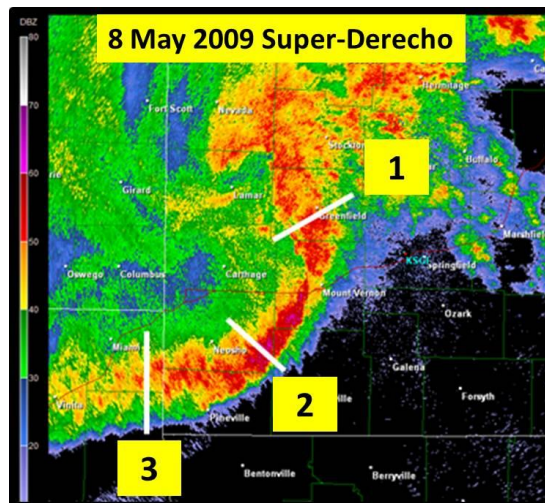 DBZ
8 May 2009 Super-Derecho
80
70
60
50
40
30
20
Hermitage
Fort Scott
Nevada
1
Buffalo
Girard
Lamar
Greenfield
Marshfield
KSGF
Springfield
Oswego
Columbus
Carthage
Mount Vernon
Ozark
Miami
Neosho
Galena
Vinita
2
Forsyth
Pineville
3
Bentonville
Berryville